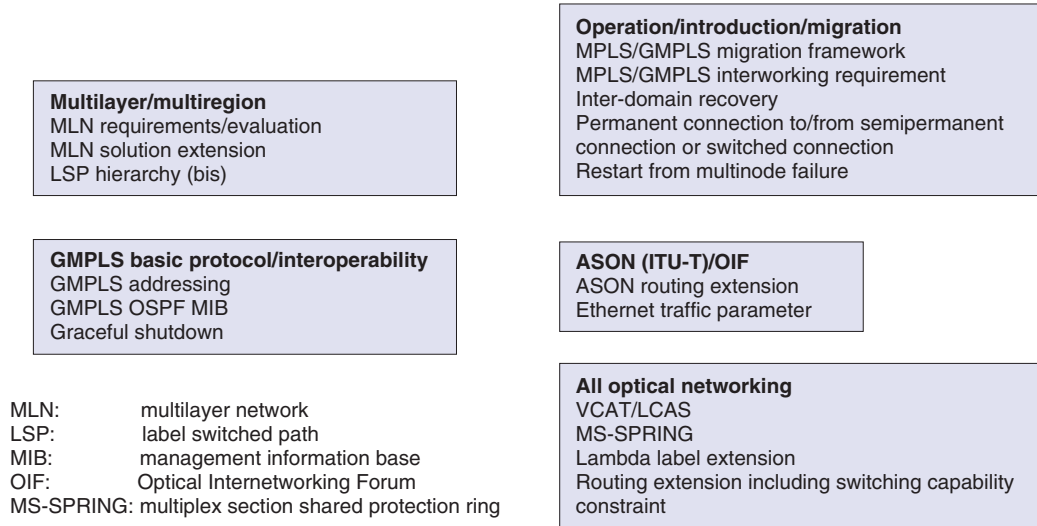 Multilayer/multiregion
MLN requirements/evaluation
MLN solution extension
LSP hierarchy (bis)
Operation/introduction/migration
MPLS/GMPLS migration framework
MPLS/GMPLS interworking requirement
Inter-domain recovery
Permanent connection to/from semipermanent
connection or switched connection
Restart from multinode failure
GMPLS basic protocol/interoperability
GMPLS addressing
GMPLS OSPF MIB
Graceful shutdown
ASON (ITU-T)/OIF
ASON routing extension
Ethernet traffic parameter
All optical networking
VCAT/LCAS
MS-SPRING
Lambda label extension
Routing extension including switching capability
constraint
MLN: multilayer network
LSP: label switched path
MIB: management information base
OIF: Optical Internetworking Forum
MS-SPRING: multiplex section shared protection ring